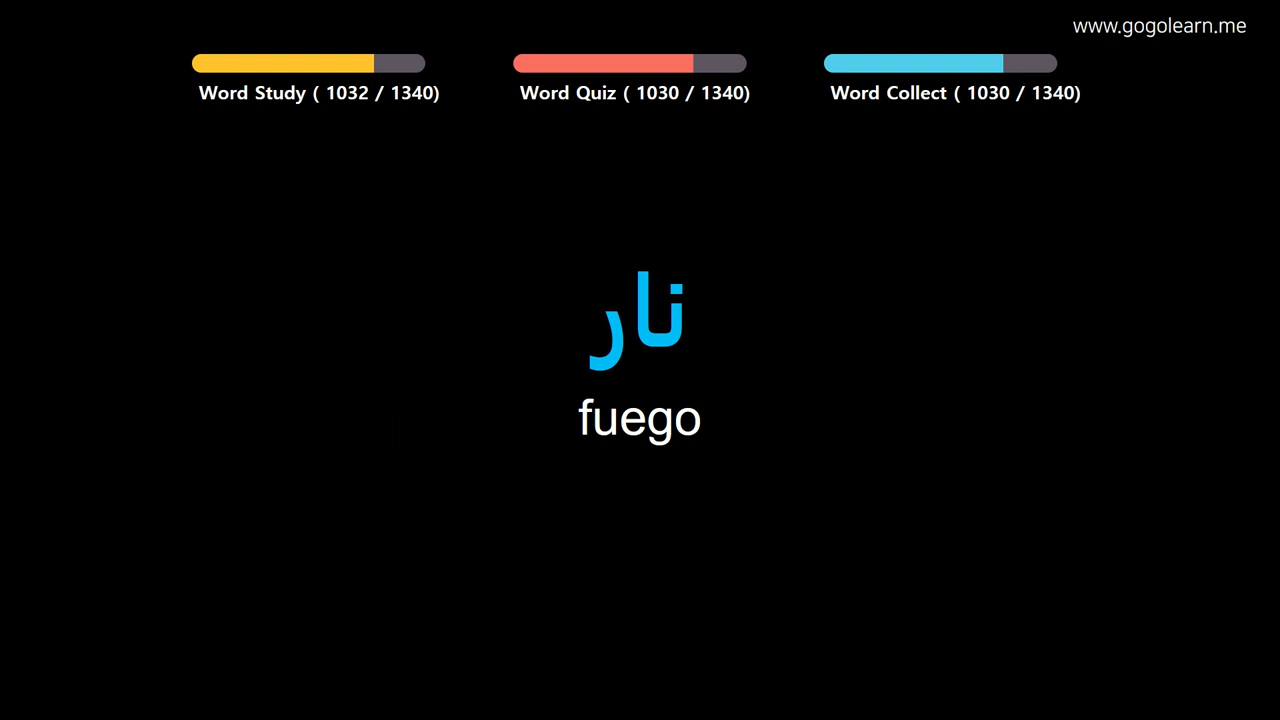 www.gogolearn.me
Word Study ( 1032 / 1340)
Word Quiz ( 1030 / 1340)
Word Collect ( 1030 / 1340)
نار
fuego